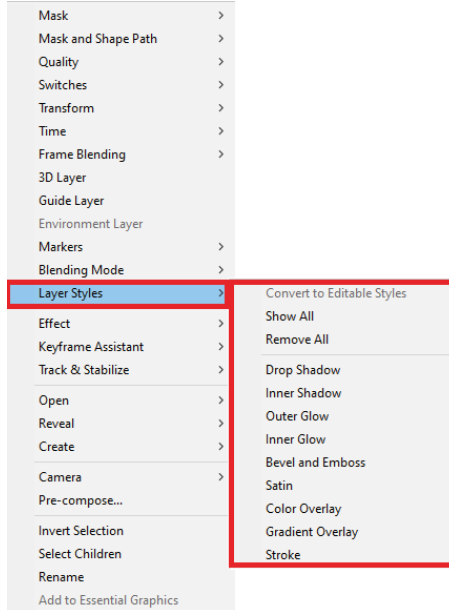 Mask
Mask and Shape Path
Quality
Switches
Transform
Time
Frame Blending
3D Layer
Guide Layer
Environment Layer
Markers
Blending Mode
Layer Styles
Effect
Keyframe Assistant
Track & Stabilize
Open
Reveal
Create
Camera
Pre-compose...
Invert Selection
Select Children
Rename
Add to Essential Graphics
Convert to Editable Styles
Show All
Remove All
Drop Shadow
Inner Shadow
Outer Glow
Inner Glow
Bevel and Emboss
Satin
Color Overlay
Gradient Overlay
Stroke